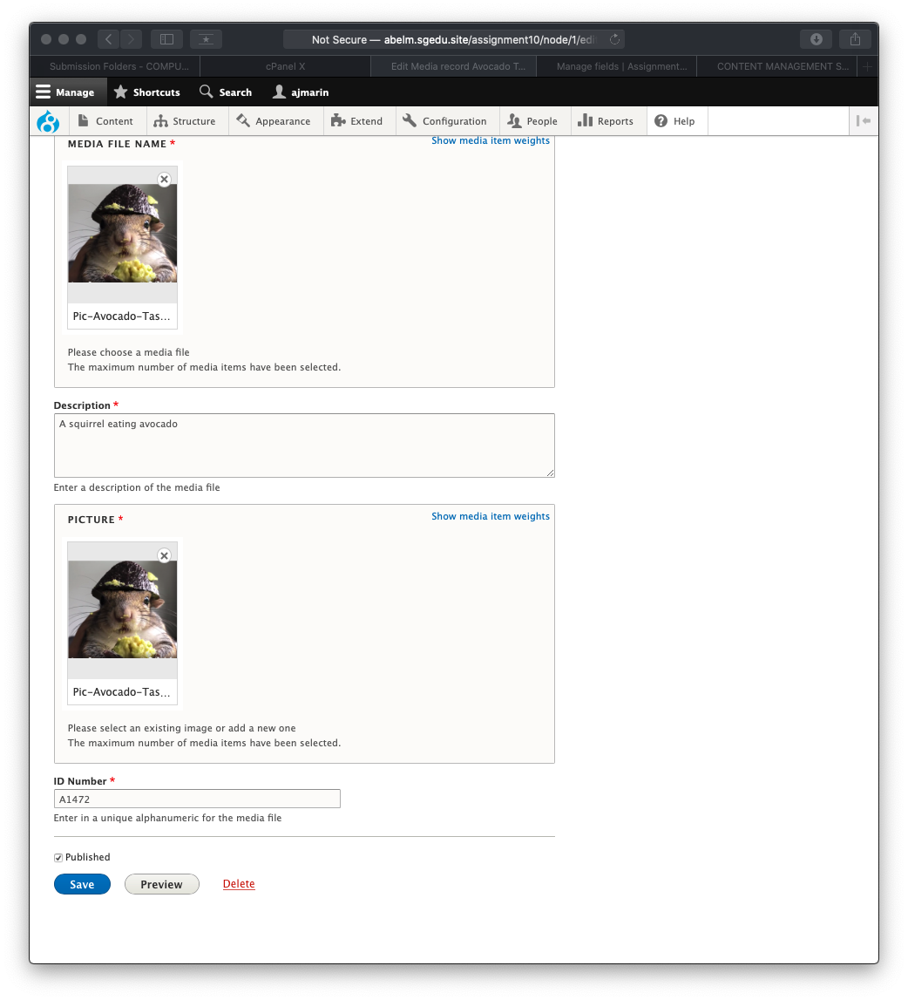 Not Secure — abelm.sgedu.site/assignment10/node/1/edi
Submission Folders - COMPU...
cPanel X
Edit Media record Avocado T...
Manage fields | Assignment...
CONTENT MANAGEMENT S...
Manage
Shortcuts
Search
ajmarin
Content
Structure
Appearance
Extend
Configuration
People
Reports
Help
MEDIA FILE NAME *
Show media item weights
Pic-Avocado-Tas...
Please choose a media file
The maximum number of media items have been selected.
Description *
A squirrel eating avocado
Enter a description of the media file
PICTURE *
Show media item weights
Pic-Avocado-Tas...
Please select an existing image or add a new one
The maximum number of media items have been selected.
ID Number *
A1472
Enter in a unique alphanumeric for the media file
Published
Save
Preview
Delete